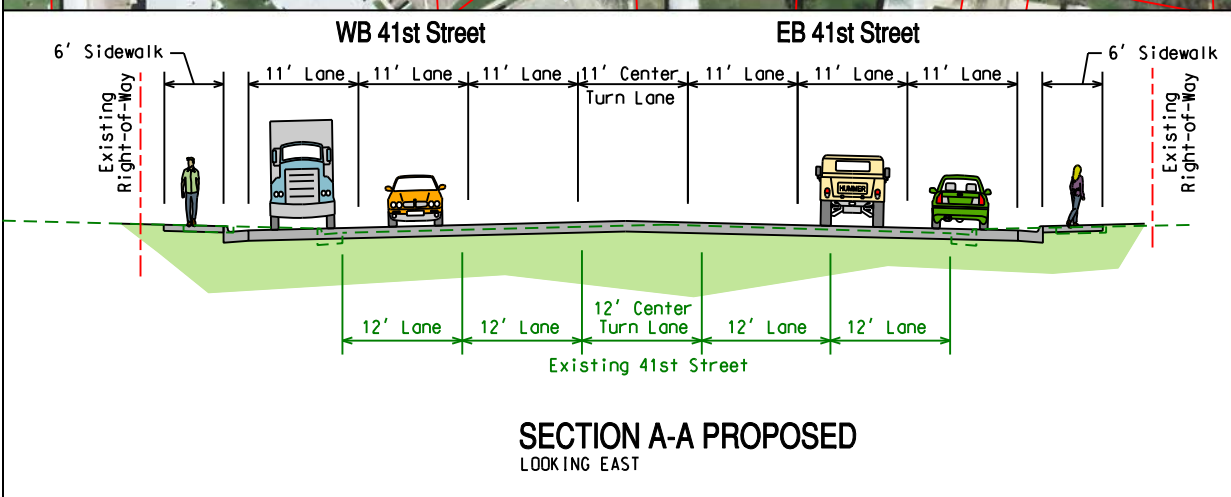 WB 41st Street
EB 41st Street
6' Sidewalk
6' Sidewalk
11' Lane
11' Lane
11' Lane
11' Center
Turn Lane
11' Lane
11' Lane
11' Lane
Existing
Right-of-Way
Existing
Right-of-Way
HUMMER
12' Lane
12' Lane
12' Center
Turn Lane
12' Lane
12' Lane
Existing 41st Street
SECTION A-A PROPOSED
LOOKING EAST